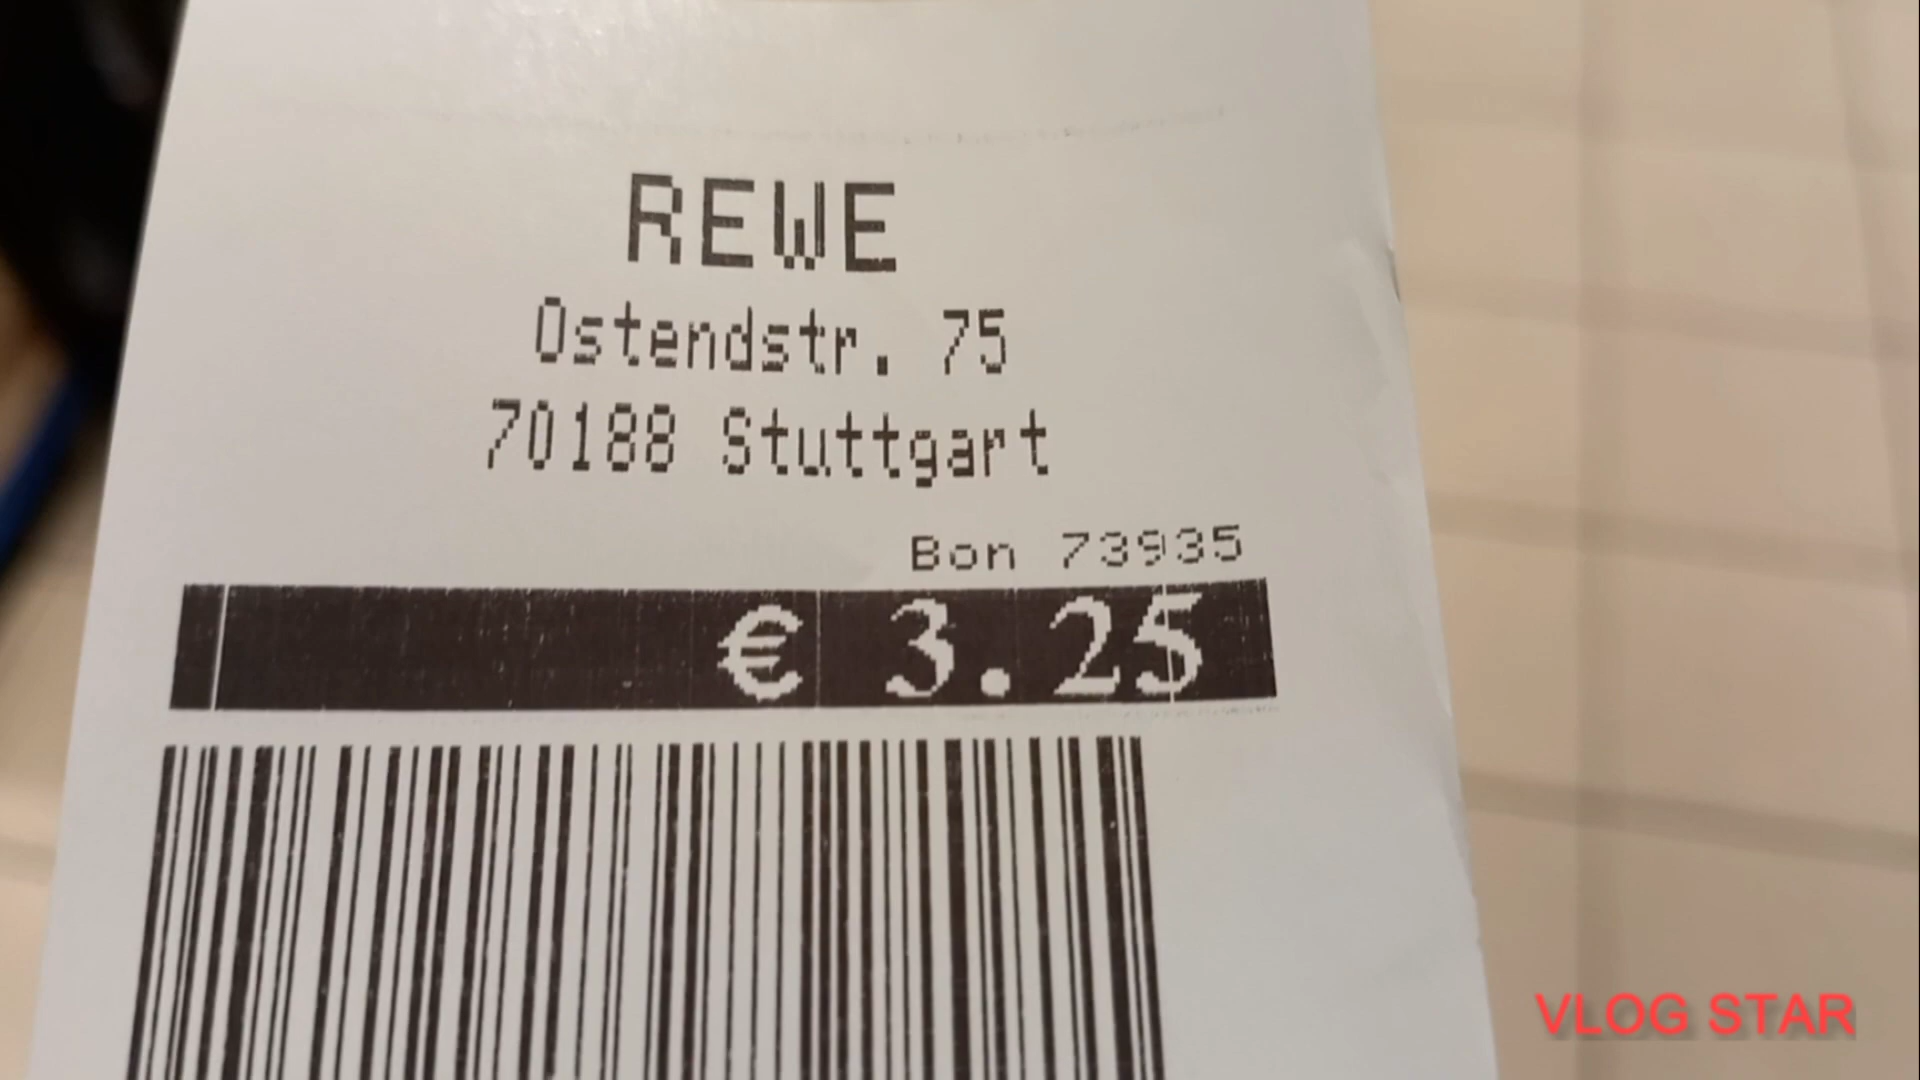 REWE
Ostendstr. 75
70188 Stuttgart
Bon 73935
€ 3.25
VLOG STAR